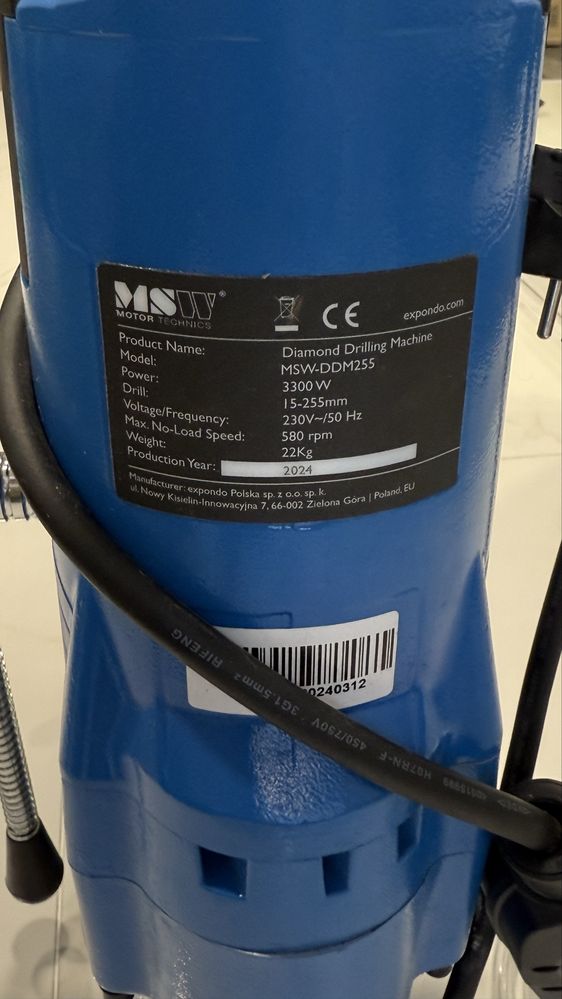 MSW®
MOTOR TECHNICS
CE
expondo.com
Product Name: Diamond Drilling Machine
Model: MSW-DDM255
Power: 3300 W
Drill: 15-255mm
Voltage/Frequency: 230V~/50 Hz
Max. No-Load Speed: 580 rpm
Weight: 22Kg
Production Year: 2024
Manufacturer: expondo Polska sp. z o.o. sp. k.
ul. Nowy Kisielin-Innowacyjna 7, 66-002 Zielona Góra | Poland, EU
0240312
RIFENG 3G1.5mm² 450/750V H07RN-F